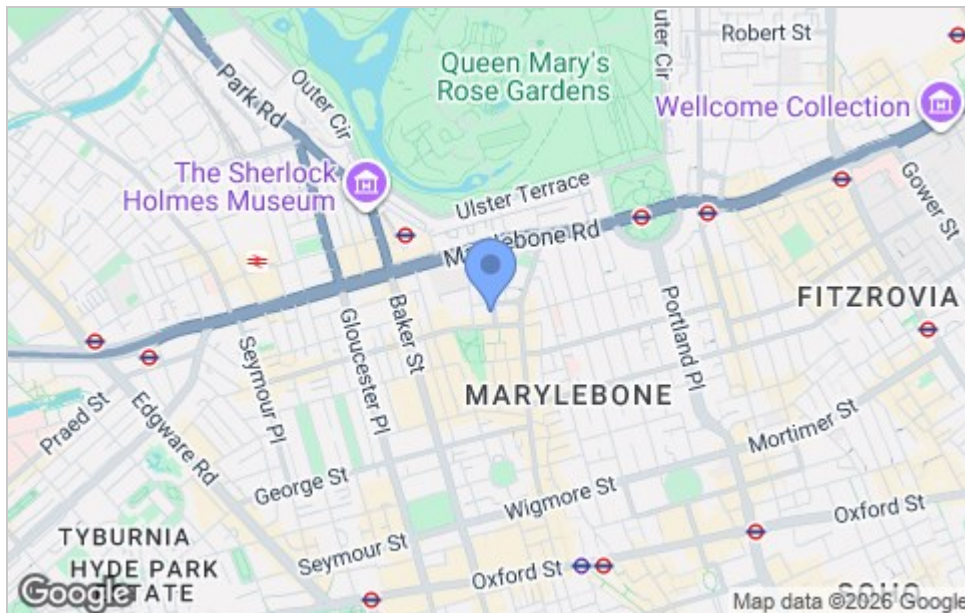 Robert St
uter Cir
Queen Mary's
Rose Gardens
Wellcome Collection
Outer Cir
Park Rd
The Sherlock
Holmes Museum
Ulster Terrace
Gower St
Marylebone Rd
FITZROVIA
Portland Pl
Baker St
Gloucester Pl
Seymour Pl
MARYLEBONE
Edgware Rd
Praed St
Mortimer St
George St
Wigmore St
Oxford St
TYBURNIA
HYDE PARK
ESTATE
Seymour St
Oxford St
SOHO
Google
Map data ©2026 Google